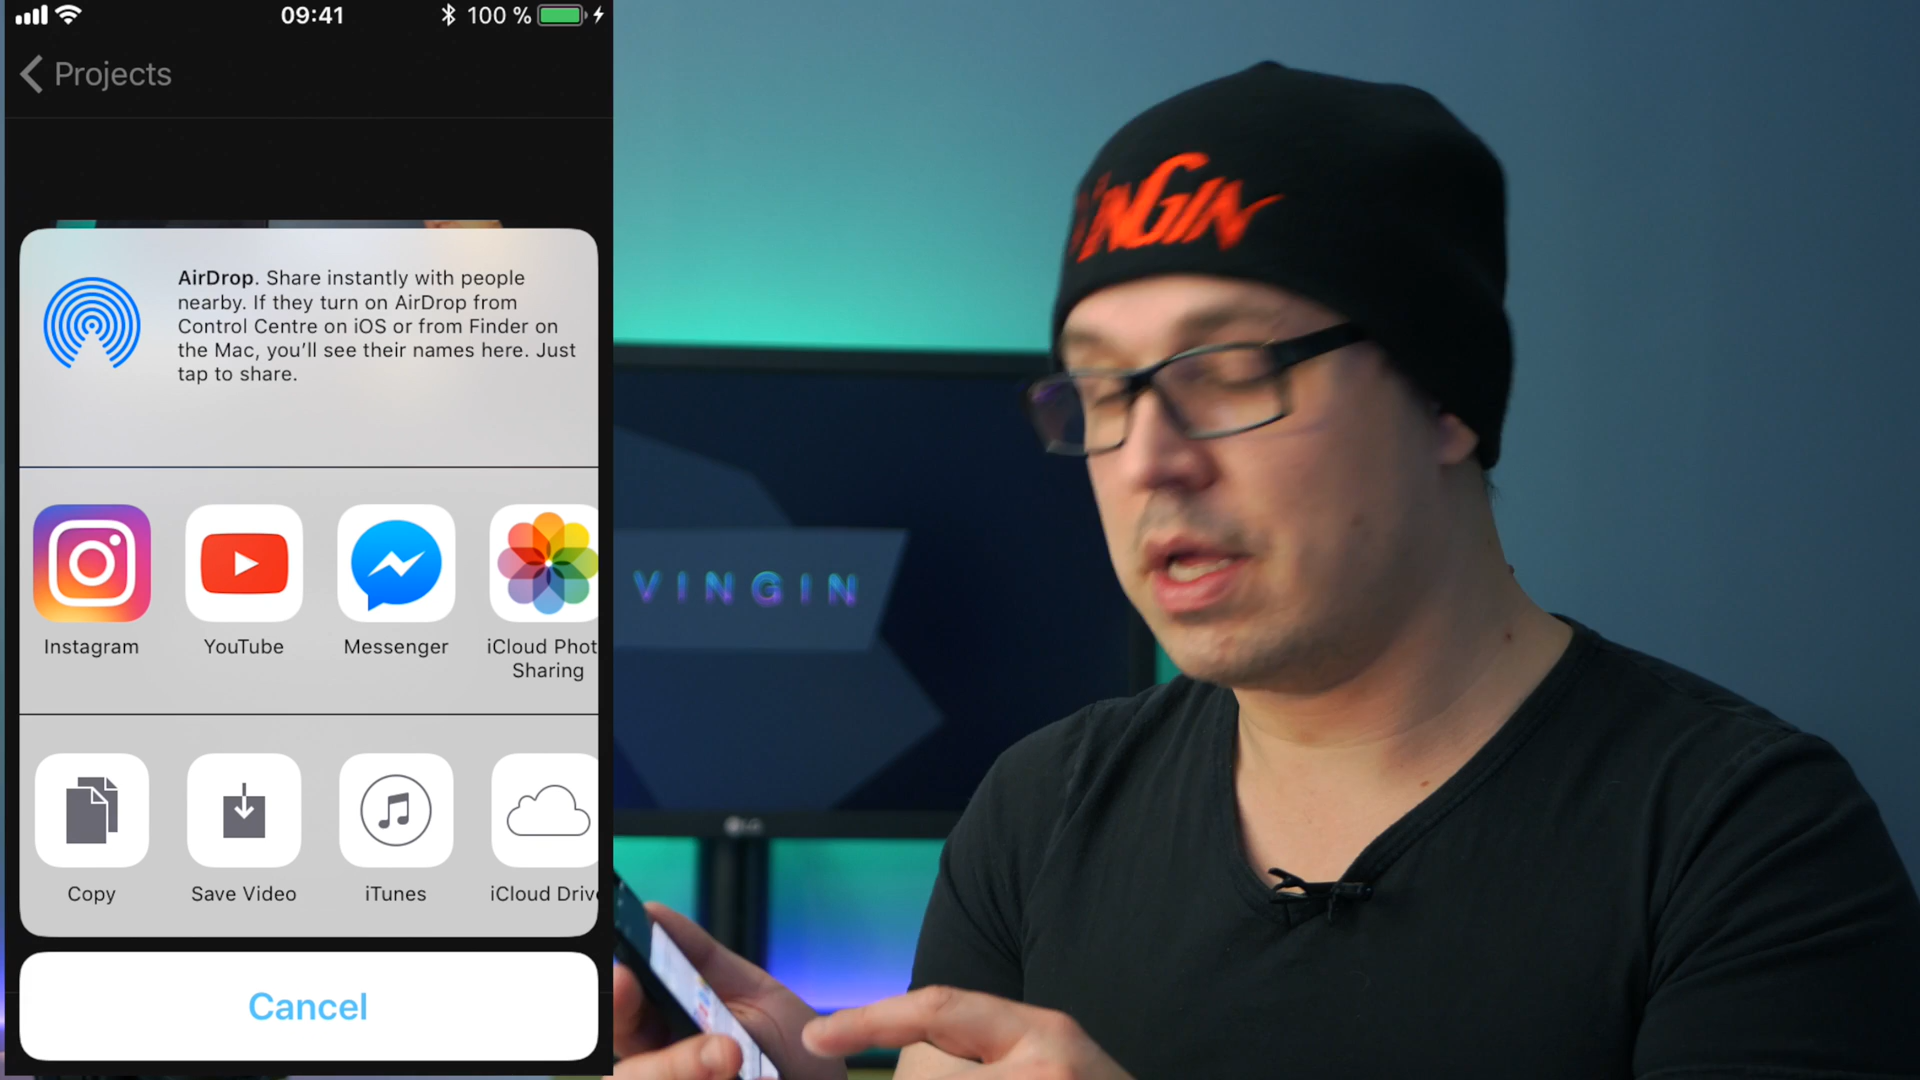 09:41
100 %
Projects
AirDrop. Share instantly with people
nearby. If they turn on AirDrop from
Control Centre on iOS or from Finder on
the Mac, you'll see their names here. Just
tap to share.
Instagram
YouTube
Messenger
iCloud Phot
Sharing
Copy
Save Video
iTunes
iCloud Driv
Cancel
VINGIN
VINGIN
LG